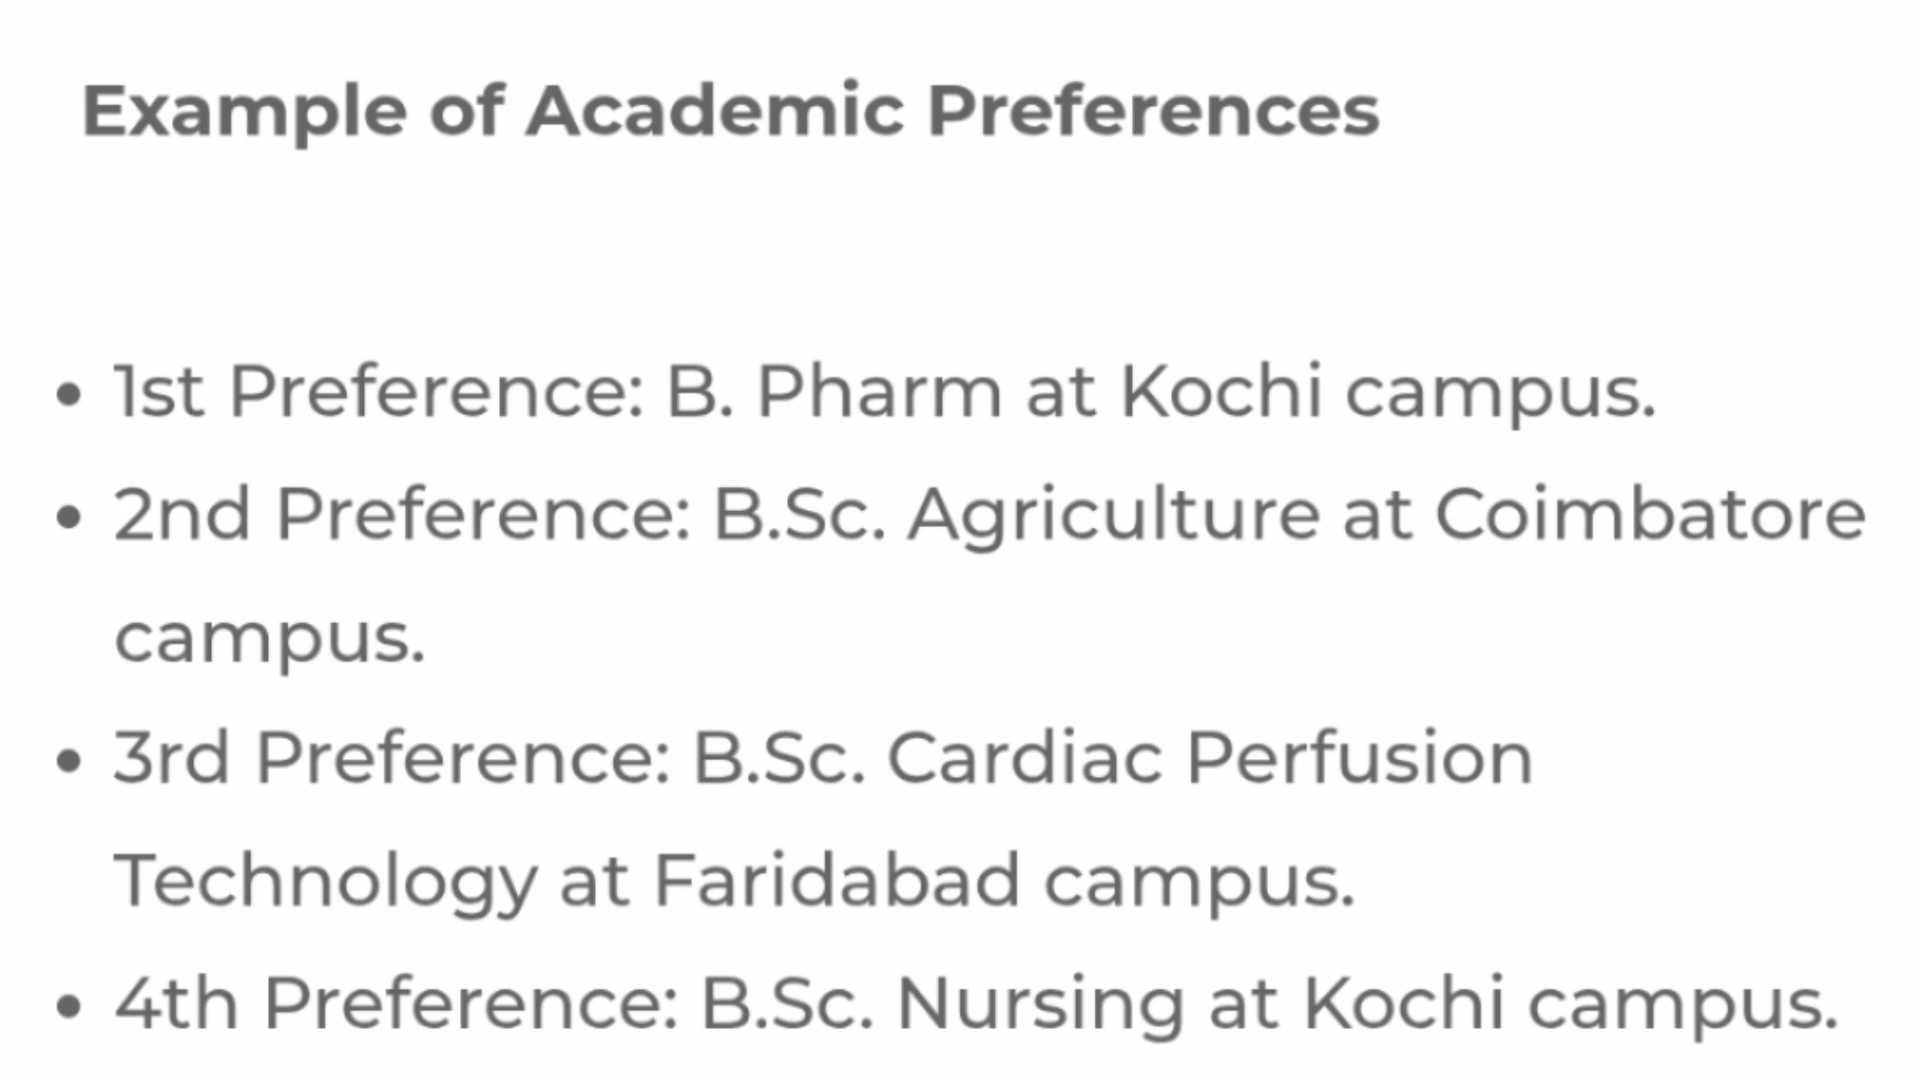 Example of Academic Preferences
• 1st Preference: B. Pharm at Kochi campus.
• 2nd Preference: B.Sc. Agriculture at Coimbatore
campus.
• 3rd Preference: B.Sc. Cardiac Perfusion
Technology at Faridabad campus.
• 4th Preference: B.Sc. Nursing at Kochi campus.